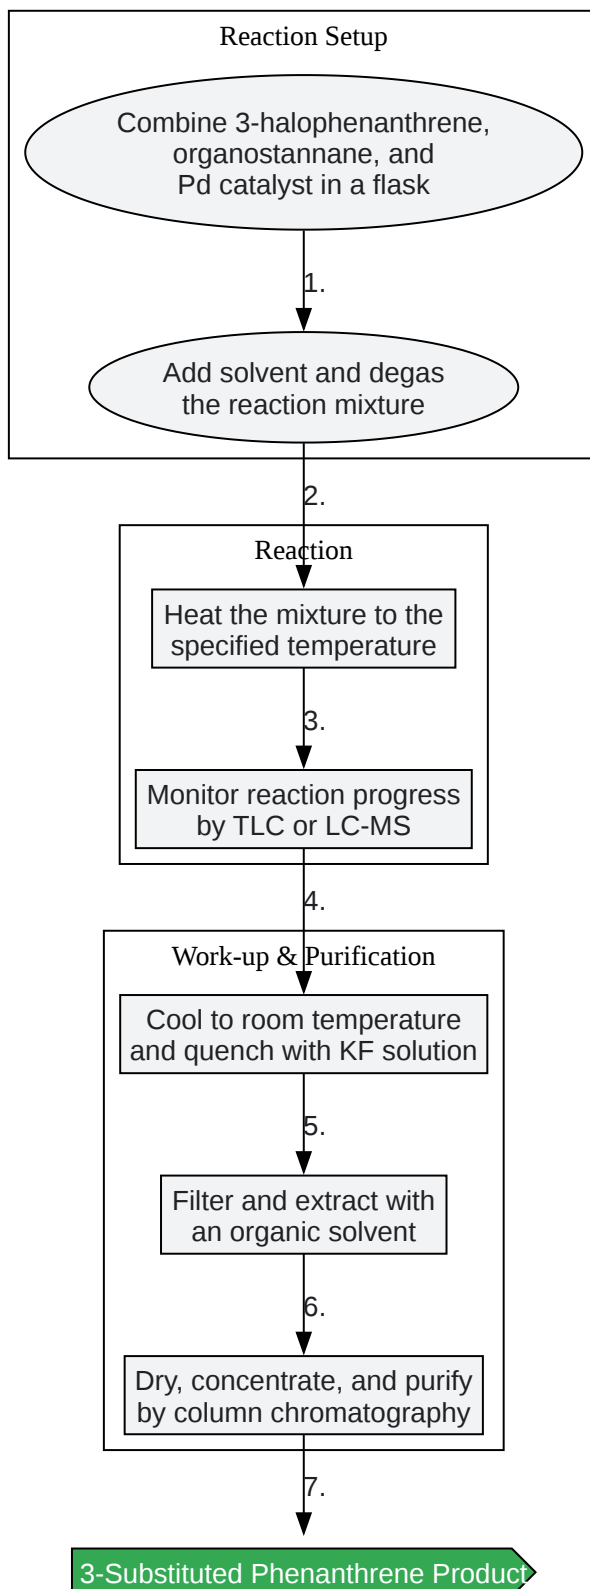 Reaction Setup
Combine 3-halophenanthrene,
organostannane, and
Pd catalyst in a flask
1.
Add solvent and degas
the reaction mixture
2.
Reaction
Heat the mixture to the
specified temperature
3.
Monitor reaction progress
by TLC or LC-MS
4.
Work-up & Purification
Cool to room temperature
and quench with KF solution
5.
Filter and extract with
an organic solvent
6.
Dry, concentrate, and purify
by column chromatography
7.
3-Substituted Phenanthrene Product